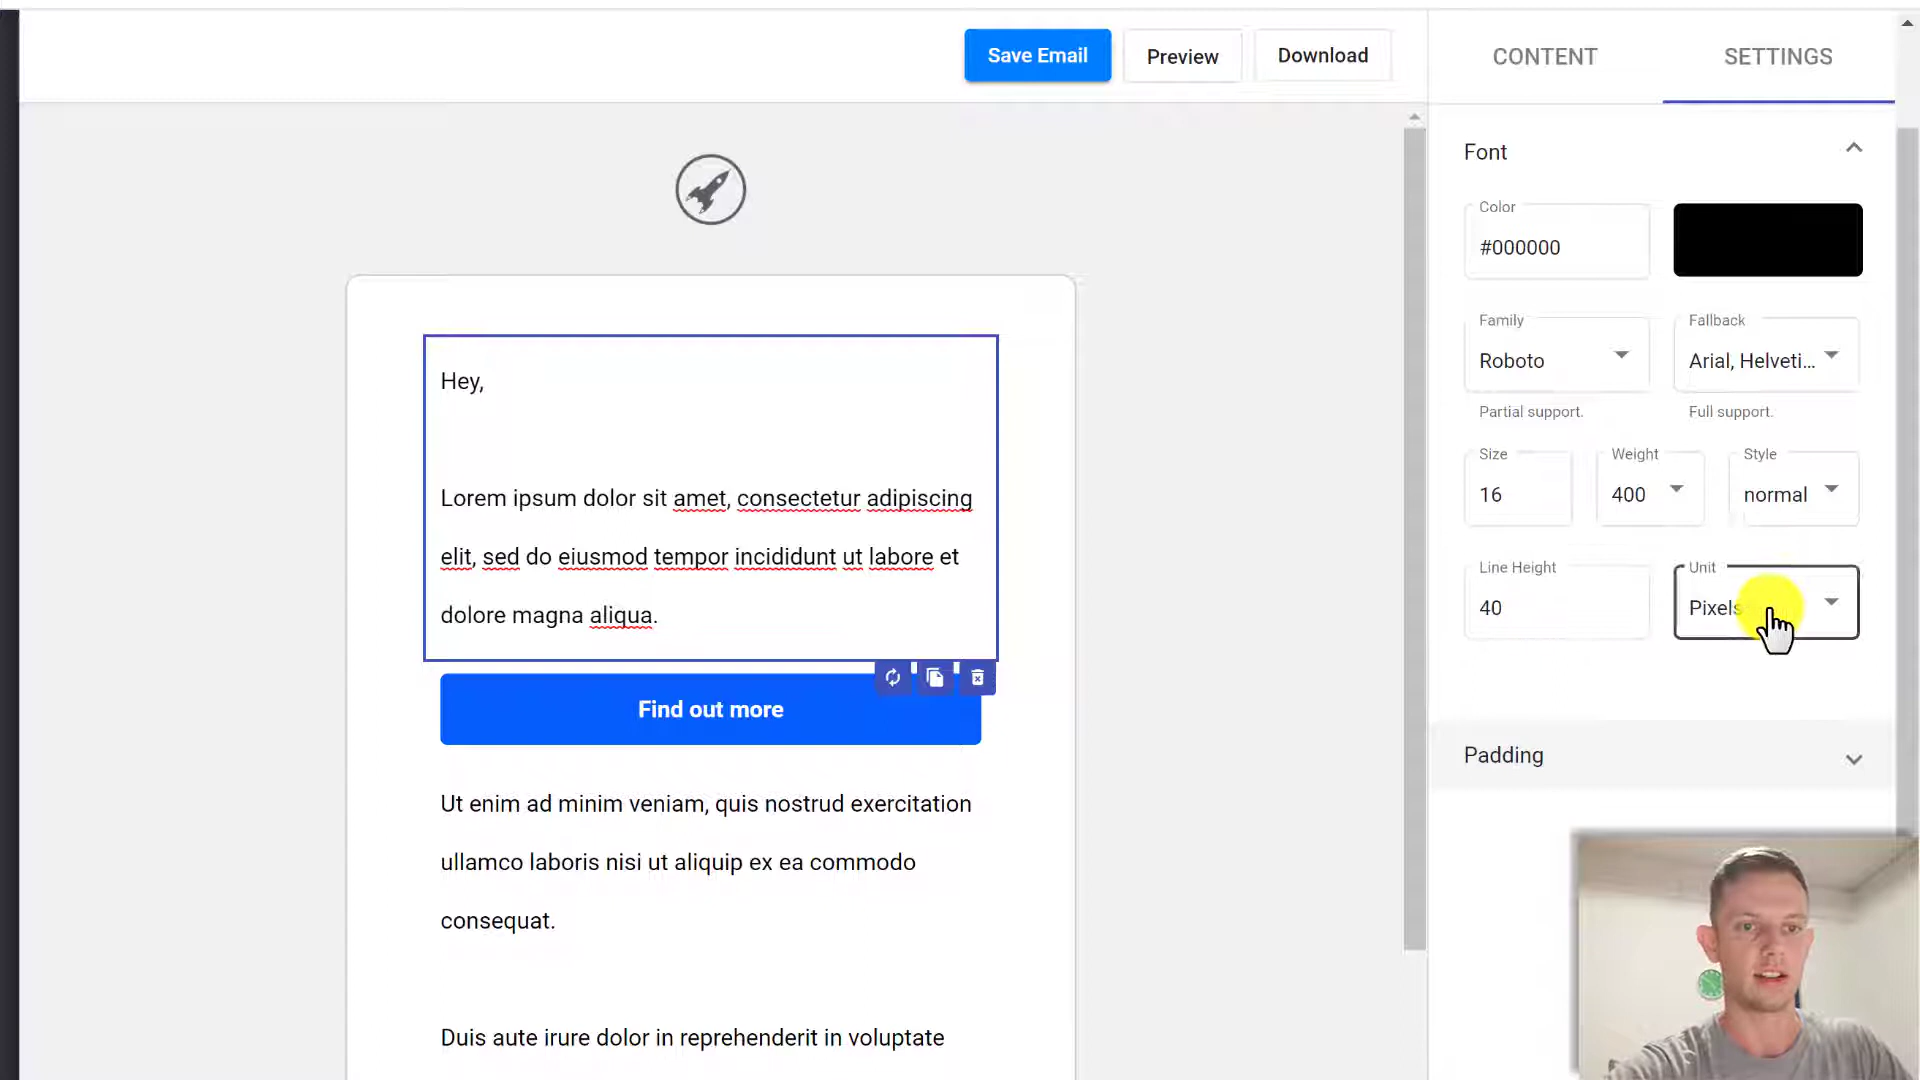 Save Email
Preview
Download
CONTENT
SETTINGS
Font
Color
#000000
Family
Roboto
Fallback
Arial, Helveti...
Partial support.
Full support.
Size
16
Weight
400
Style
normal
Line Height
40
Unit
Pixels
Padding
Hey,
Lorem ipsum dolor sit amet, consectetur adipiscing
elit, sed do eiusmod tempor incididunt ut labore et
dolore magna aliqua.
Find out more
Ut enim ad minim veniam, quis nostrud exercitation
ullamco laboris nisi ut aliquip ex ea commodo
consequat.
Duis aute irure dolor in reprehenderit in voluptate